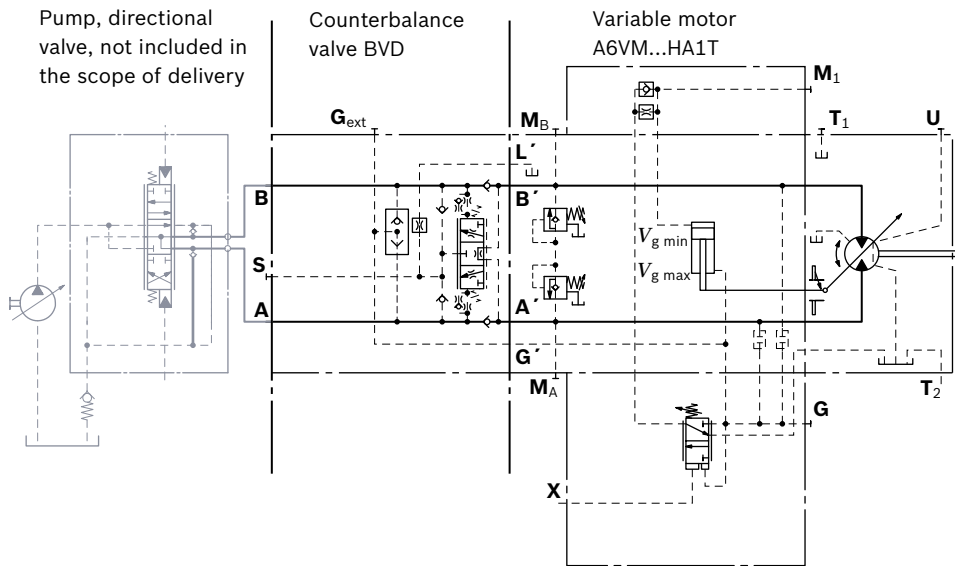 Pump, directional
valve, not included in
the scope of delivery
Counterbalance
valve BVD
Variable motor
A6VM...HA1T
M1
Gext
MB
T1
U
L´
B
B´
Vg min
S
Vg max
A
A´
G´
MA
T2
G
X